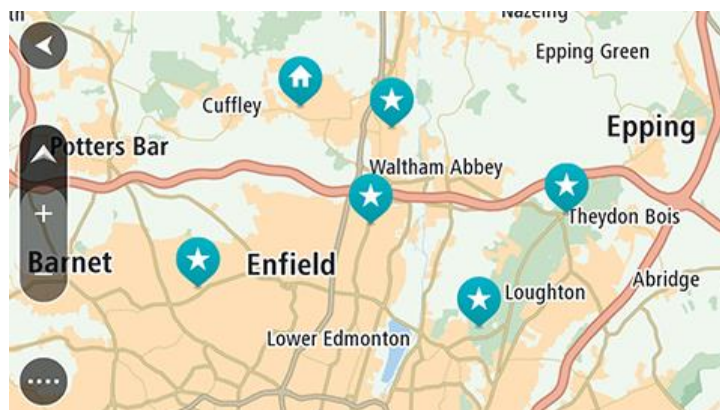 Nazeing
Epping Green
Cuffley
Epping
Potters Bar
Waltham Abbey
Theydon Bois
Barnet
Enfield
Loughton
Abridge
Lower Edmonton